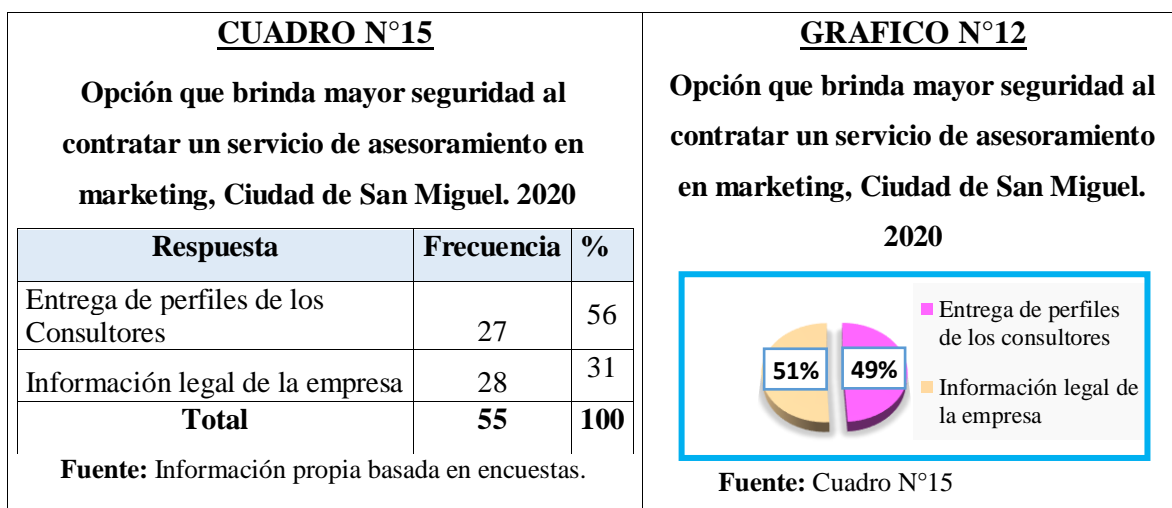 CUADRO N°15
Opción que brinda mayor seguridad al
contratar un servicio de asesoramiento en
marketing, Ciudad de San Miguel. 2020
Respuesta Frecuencia %
Entrega de perfiles de los
Consultores 27 56
Información legal de la empresa 28 31
Total 55 100
Fuente: Información propia basada en encuestas.
GRAFICO N°12
Opción que brinda mayor seguridad al
contratar un servicio de asesoramiento
en marketing, Ciudad de San Miguel.
2020
51% 49%
Entrega de perfiles
de los consultores
Información legal de
la empresa
Fuente: Cuadro N°15